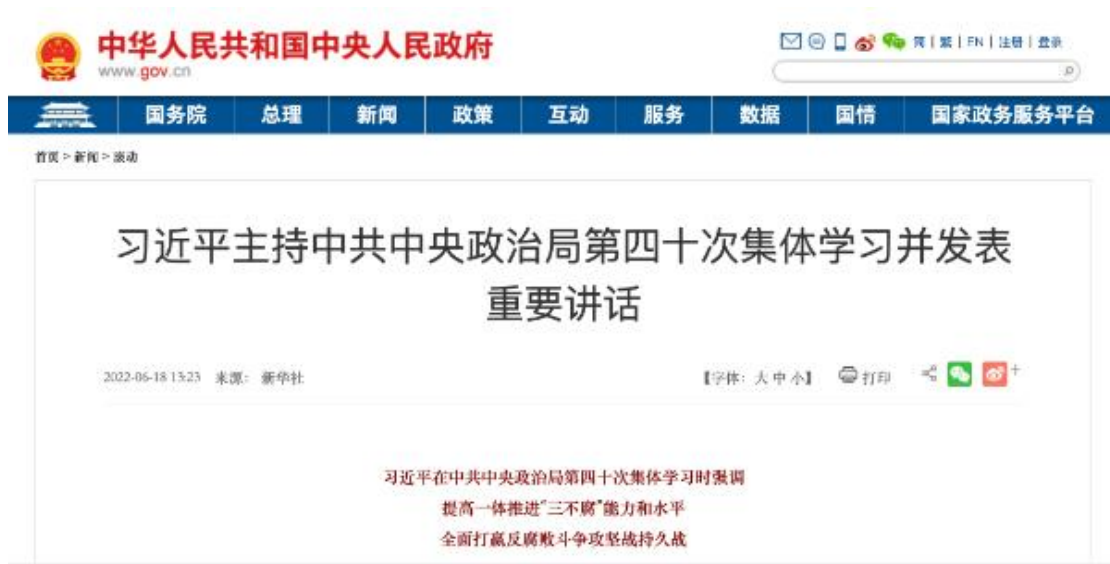 中华人民共和国中央人民政府
www.gov.cn
简 | 繁 | EN | 注册 | 登录
国务院 总理 新闻 政策 互动 服务 数据 国情 国家政务服务平台
首页 > 新闻 > 滚动
习近平主持中共中央政治局第四十次集体学习并发表
重要讲话
2022-06-18 13:23 来源： 新华社
【字体：大 中 小】 打印
习近平在中共中央政治局第四十次集体学习时强调
提高一体推进“三不腐”能力和水平
全面打赢反腐败斗争攻坚战持久战